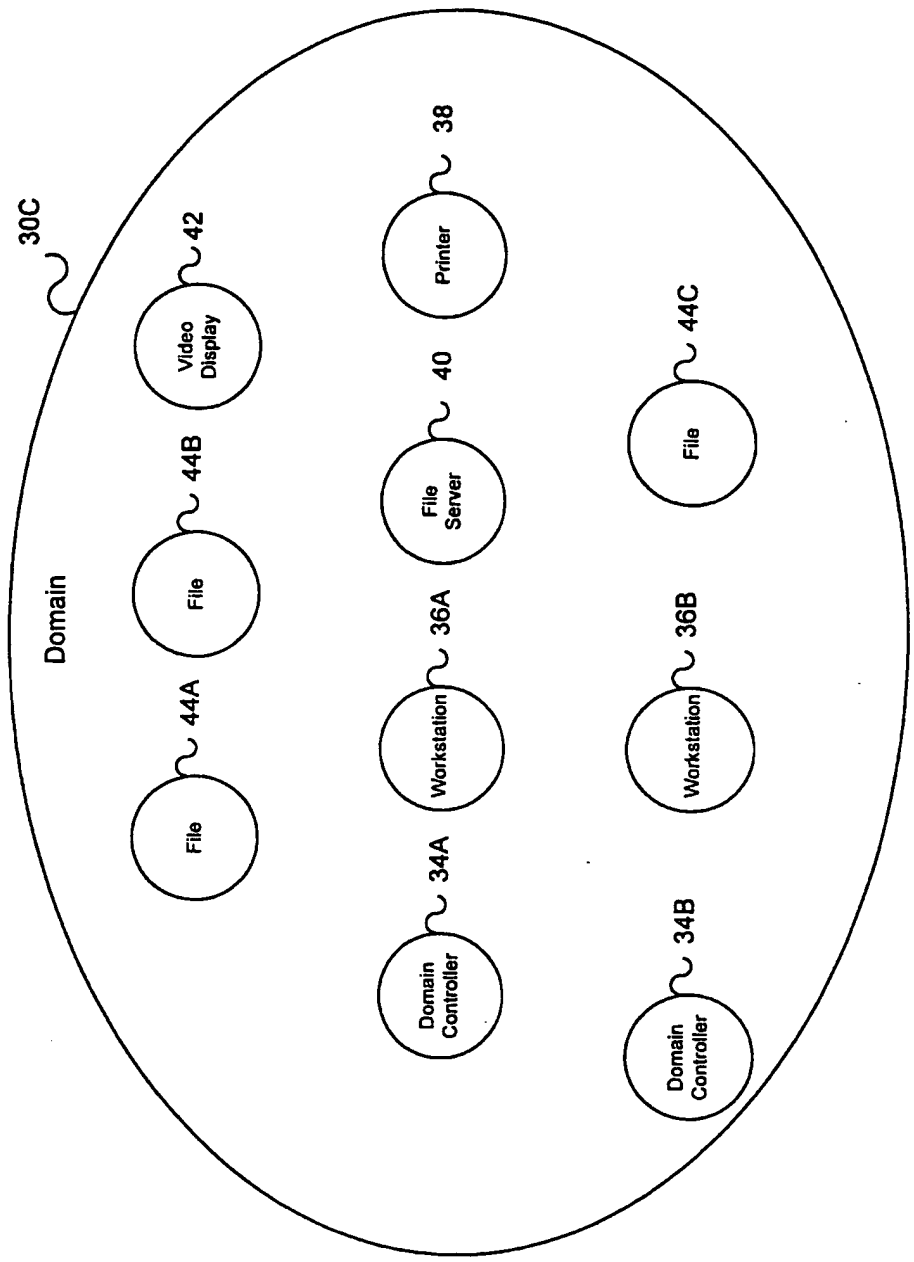 30C
Domain
File
44A
File
44B
Video
Display
42
Domain
Controller
34A
Workstation
36A
File
Server
40
Printer
38
Domain
Controller
34B
Workstation
36B
File
44C